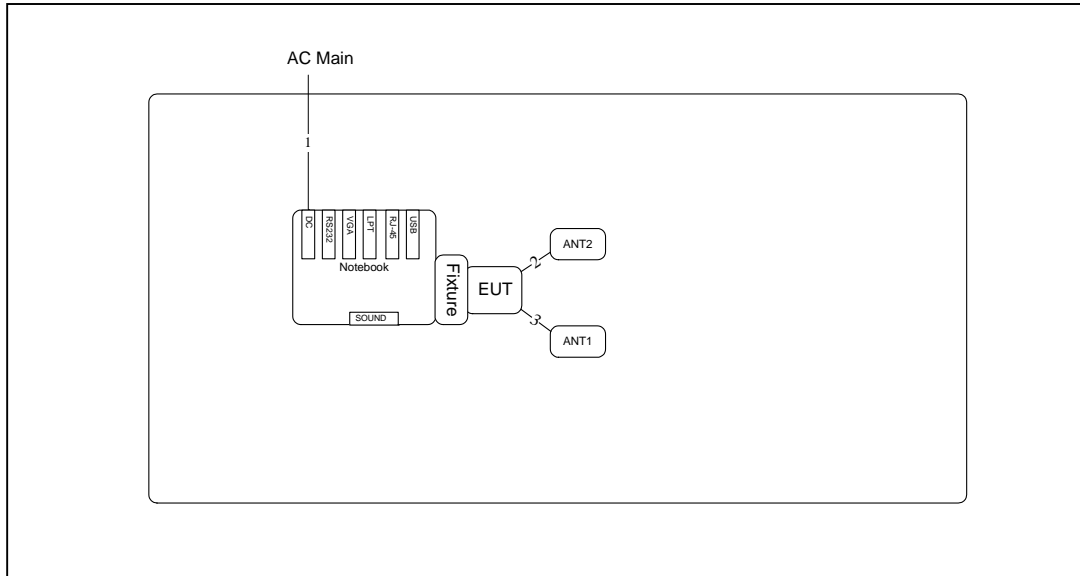 AC Main
1
DC
RS232
VGA
LPT
RJ-45
USB
Notebook
SOUND
Fixture
EUT
2
ANT2
3
ANT1